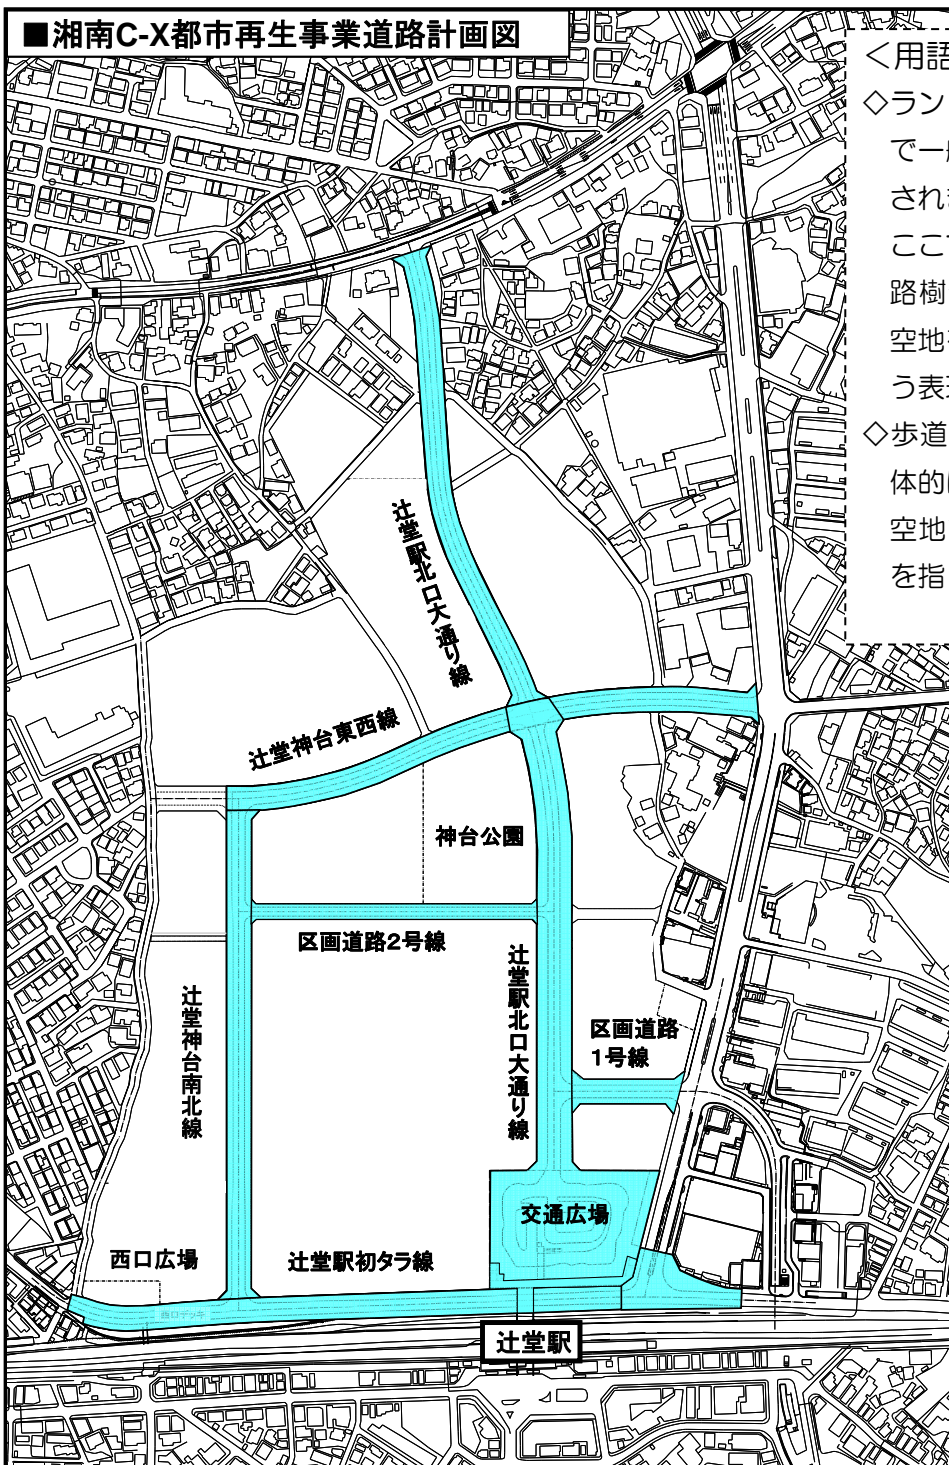 ■湘南C-X都市再生事業道路計画図
＜用語
◇ラン
で一
され
ここ
路樹
空地
う表
◇歩道
体的
空地
を指
辻堂駅北口大通り線
辻堂神台東西線
神台公園
区画道路2号線
辻堂神台南北線
辻堂駅北口大通り線
区画道路
1号線
交通広場
西口広場
辻堂駅初タラ線
西口デッキ
辻堂駅